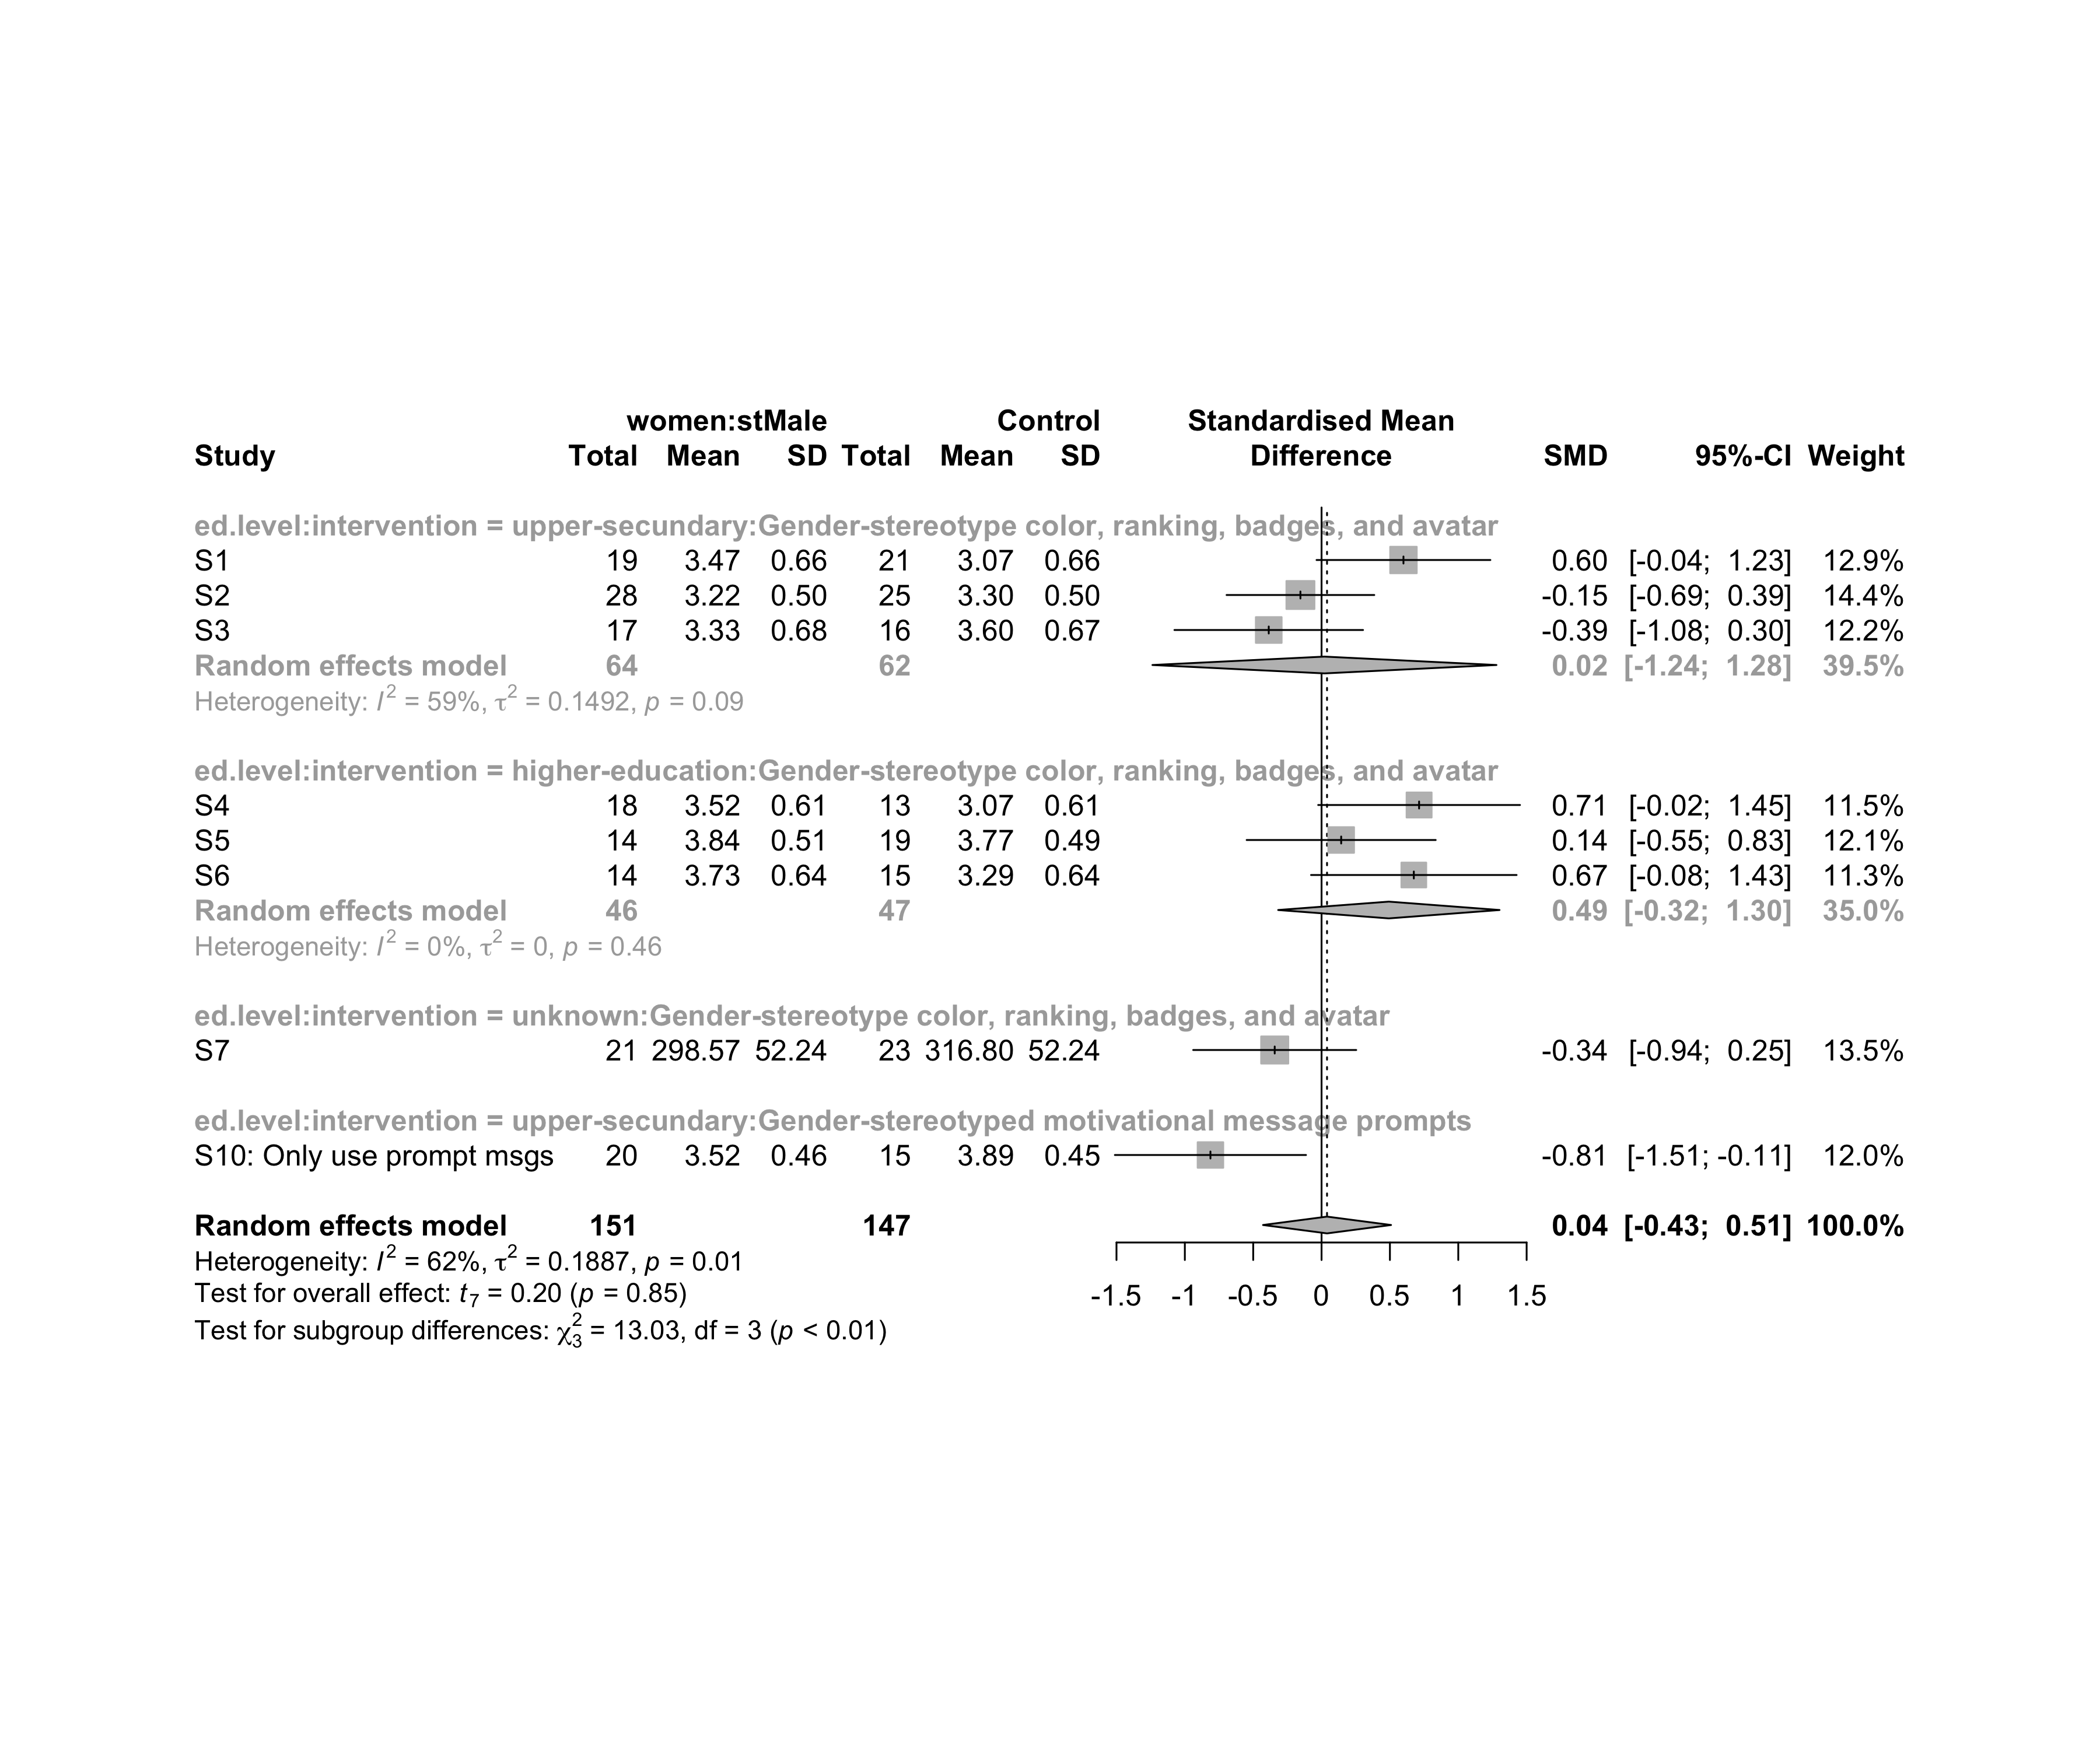 women:stMale Control Standardised Mean
Study Total Mean SD Total Mean SD Difference SMD 95%-CI Weight
ed.level:intervention = upper-secundary:Gender-stereotype color, ranking, badges, and avatar
S1 19 3.47 0.66 21 3.07 0.66 0.60 [-0.04; 1.23] 12.9%
S2 28 3.22 0.50 25 3.30 0.50 -0.15 [-0.69; 0.39] 14.4%
S3 17 3.33 0.68 16 3.60 0.67 -0.39 [-1.08; 0.30] 12.2%
Random effects model 64 62 0.02 [-1.24; 1.28] 39.5%
Heterogeneity: I² = 59%, τ² = 0.1492, p = 0.09
ed.level:intervention = higher-education:Gender-stereotype color, ranking, badges, and avatar
S4 18 3.52 0.61 13 3.07 0.61 0.71 [-0.02; 1.45] 11.5%
S5 14 3.84 0.51 19 3.77 0.49 0.14 [-0.55; 0.83] 12.1%
S6 14 3.73 0.64 15 3.29 0.64 0.67 [-0.08; 1.43] 11.3%
Random effects model 46 47 0.49 [-0.32; 1.30] 35.0%
Heterogeneity: I² = 0%, τ² = 0, p = 0.46
ed.level:intervention = unknown:Gender-stereotype color, ranking, badges, and avatar
S7 21 298.57 52.24 23 316.80 52.24 -0.34 [-0.94; 0.25] 13.5%
ed.level:intervention = upper-secundary:Gender-stereotyped motivational message prompts
S10: Only use prompt msgs 20 3.52 0.46 15 3.89 0.45 -0.81 [-1.51; -0.11] 12.0%
Random effects model 151 147 0.04 [-0.43; 0.51] 100.0%
Heterogeneity: I² = 62%, τ² = 0.1887, p = 0.01
Test for overall effect: t₇ = 0.20 (p = 0.85)
-1.5 -1 -0.5 0 0.5 1 1.5
Test for subgroup differences: χ²₃ = 13.03, df = 3 (p < 0.01)